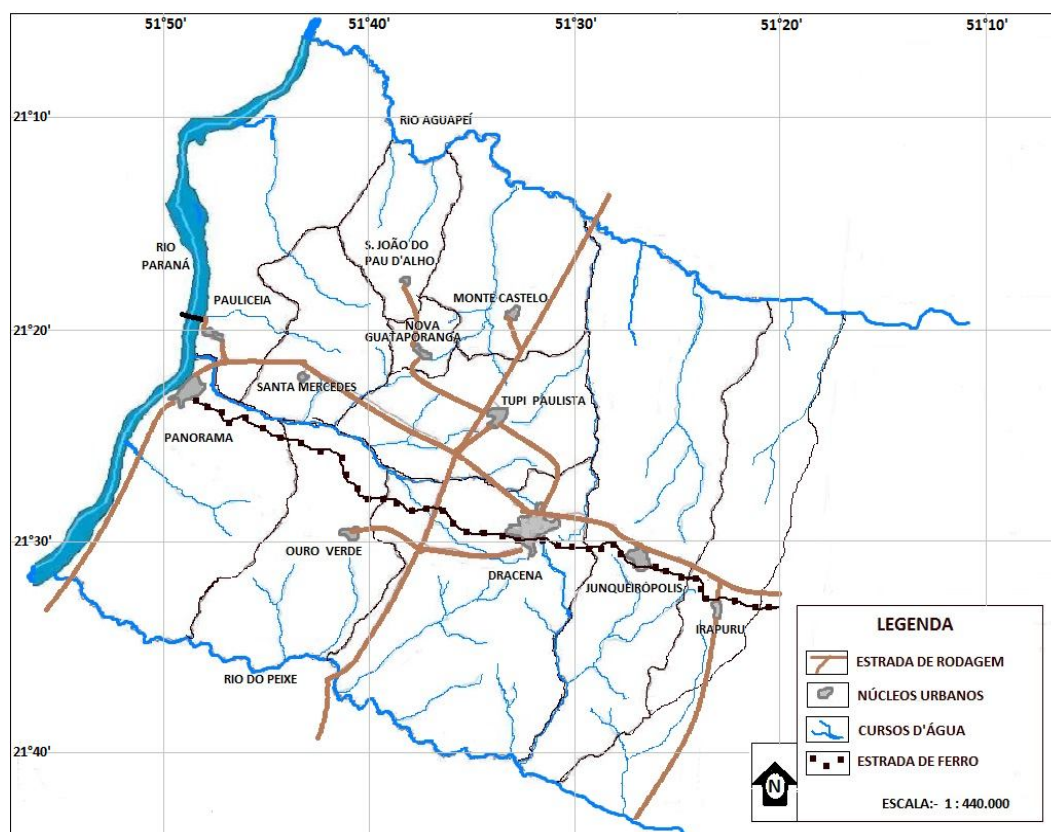 51°50' 51°40' 51°30' 51°20' 51°10'
21°10'
RIO AGUAPEÍ
S. JOÃO DO
PAU D'ALHO
RIO
PARANÁ
PAULICEIA
MONTE CASTELO
21°20'
NOVA
GUATAPORANGA
SANTA MERCEDES
TUPI PAULISTA
PANORAMA
21°30'
OURO VERDE
DRACENA
JUNQUEIRÓPOLIS
IRAPURU
RIO DO PEIXE
21°40'
LEGENDA
ESTRADA DE RODAGEM
NÚCLEOS URBANOS
CURSOS D'ÁGUA
ESTRADA DE FERRO
N
ESCALA:- 1 : 440.000